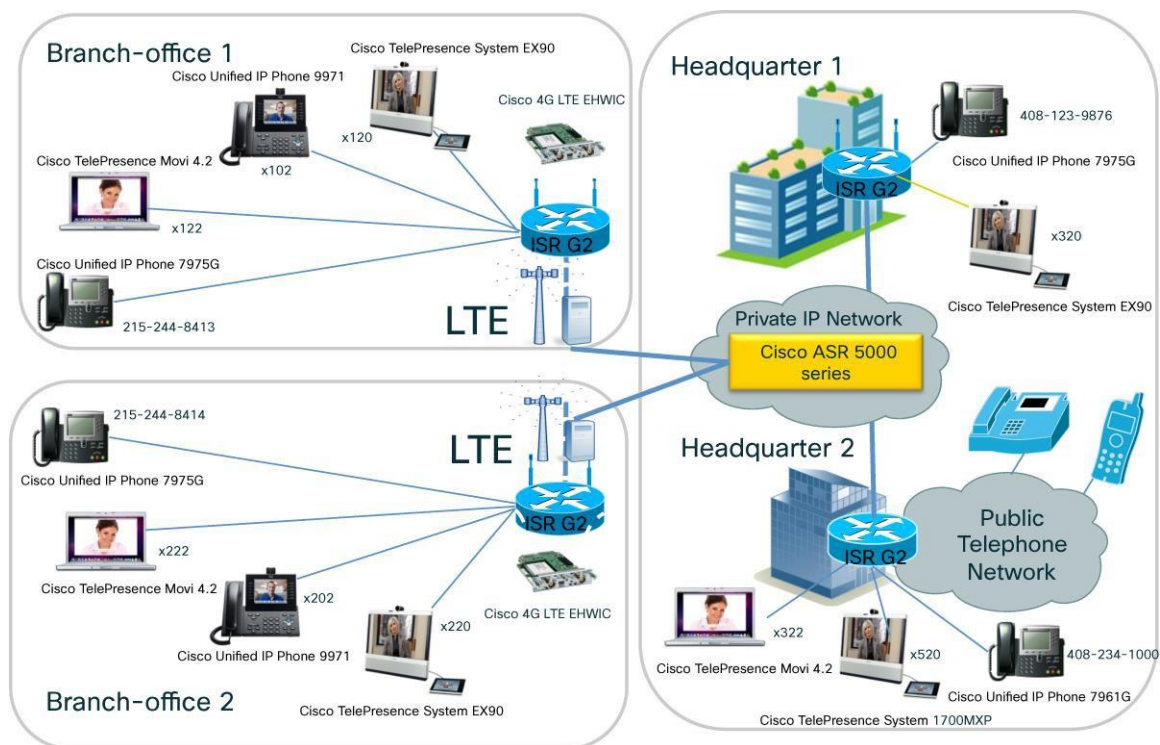 Branch-office 1
Cisco TelePresence System EX90
Cisco Unified IP Phone 9971
Cisco 4G LTE EHWIC
x120
x102
Cisco TelePresence Movi 4.2
x122
ISR G2
Cisco Unified IP Phone 7975G
215-244-8413
LTE
Headquarter 1
408-123-9876
Cisco Unified IP Phone 7975G
ISR G2
x320
Cisco TelePresence System EX90
Private IP Network
Cisco ASR 5000
series
215-244-8414
LTE
Cisco Unified IP Phone 7975G
ISR G2
x222
Cisco TelePresence Movi 4.2
x202
Cisco 4G LTE EHWIC
x220
Cisco Unified IP Phone 9971
Branch-office 2
Cisco TelePresence System EX90
Headquarter 2
Public
Telephone
Network
ISR G2
x322
x520
408-234-1000
Cisco TelePresence Movi 4.2
Cisco Unified IP Phone 7961G
Cisco TelePresence System 1700MXP